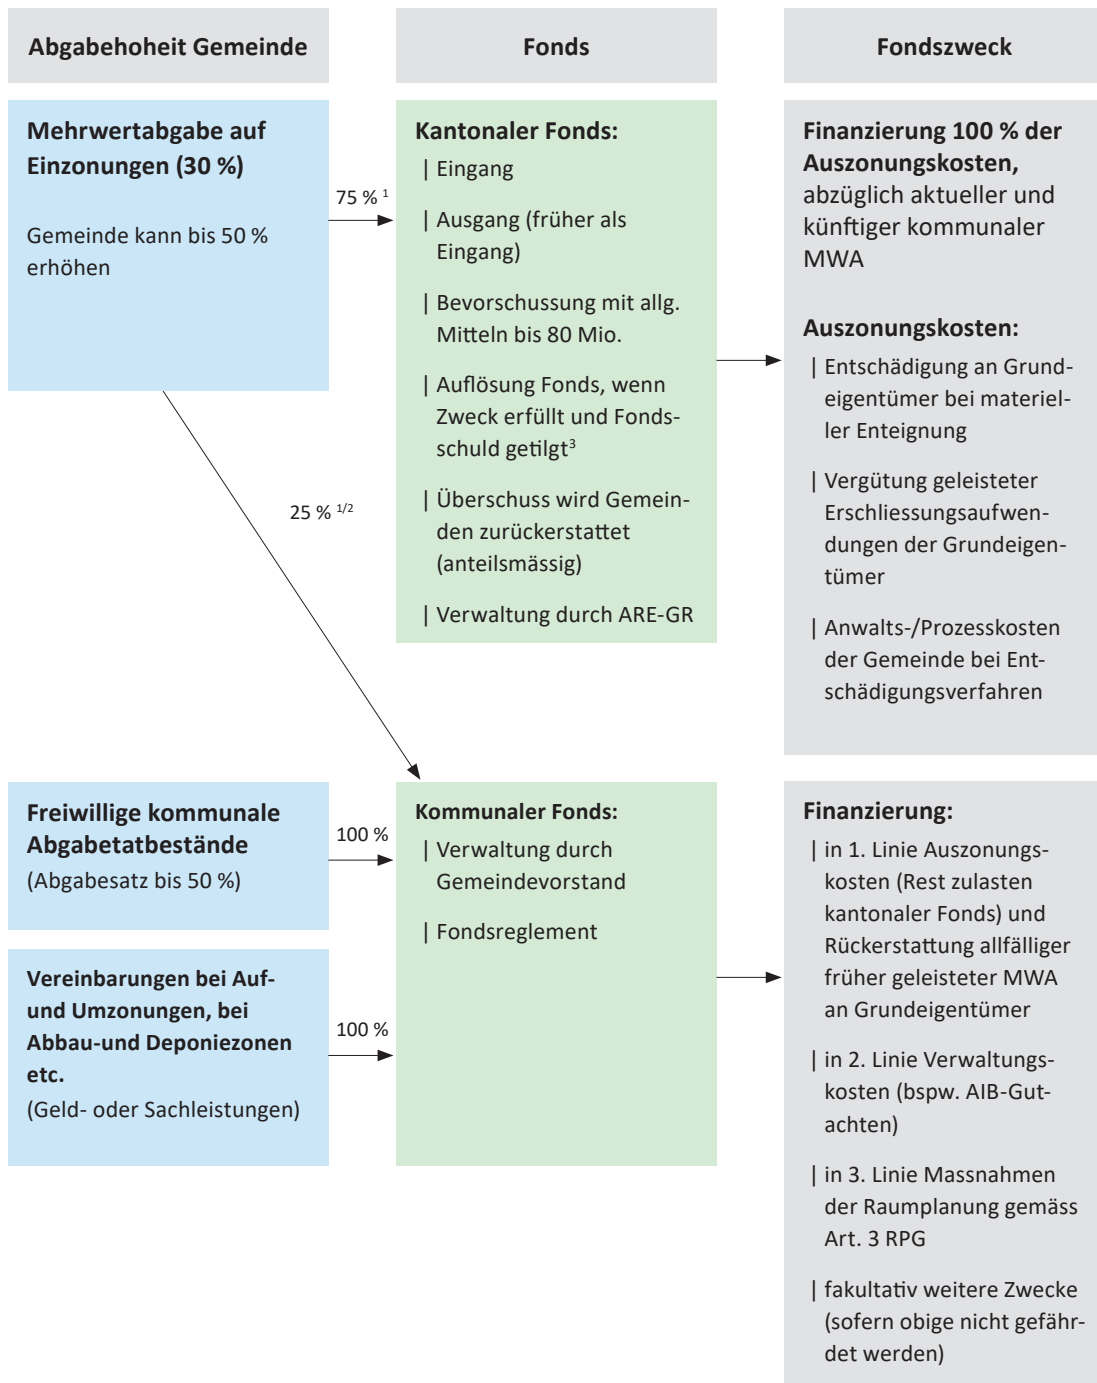 Abgabehoheit Gemeinde
Fonds
Fondszweck
Mehrwertabgabe auf
Einzonungen (30 %)
Gemeinde kann bis 50 %
erhöhen
75 % ¹
25 % ¹/²
Kantonaler Fonds:
| Eingang
| Ausgang (früher als
Eingang)
| Bevorschussung mit allg.
Mitteln bis 80 Mio.
| Auflösung Fonds, wenn
Zweck erfüllt und Fonds-
schuld getilgt³
| Überschuss wird Gemein-
den zurückerstattet
(anteilsmässig)
| Verwaltung durch ARE-GR
Finanzierung 100 % der
Auszonungskosten,
abzüglich aktueller und
künftiger kommunaler
MWA
Auszonungskosten:
| Entschädigung an Grund-
eigentümer bei materiel-
ler Enteignung
| Vergütung geleisteter
Erschliessungsaufwen-
dungen der Grundeigen-
tümer
| Anwalts-/Prozesskosten
der Gemeinde bei Ent-
schädigungsverfahren
Freiwillige kommunale
Abgabetatbestände
(Abgabesatz bis 50 %)
100 %
Vereinbarungen bei Auf-
und Umzonungen, bei
Abbau-und Deponiezonen
etc.
(Geld- oder Sachleistungen)
100 %
Kommunaler Fonds:
| Verwaltung durch
Gemeindevorstand
| Fondsreglement
Finanzierung:
| in 1. Linie Auszonungs-
kosten (Rest zulasten
kantonaler Fonds) und
Rückerstattung allfälliger
früher geleisteter MWA
an Grundeigentümer
| in 2. Linie Verwaltungs-
kosten (bspw. AIB-Gut-
achten)
| in 3. Linie Massnahmen
der Raumplanung gemäss
Art. 3 RPG
| fakultativ weitere Zwecke
(sofern obige nicht gefähr-
det werden)